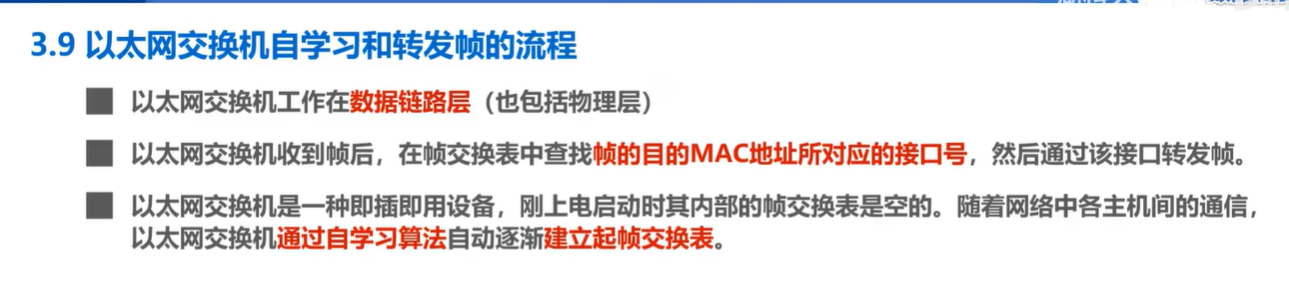 3.9 以太网交换机自学习和转发帧的流程
以太网交换机工作在数据链路层（也包括物理层）
以太网交换机收到帧后，在帧交换表中查找帧的目的MAC地址所对应的接口号，然后通过该接口转发帧。
以太网交换机是一种即插即用设备，刚上电启动时其内部的帧交换表是空的。随着网络中各主机间的通信，
以太网交换机通过自学习算法自动逐渐建立起帧交换表。